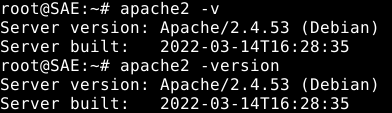 root@SAE:~# apache2 -v
Server version: Apache/2.4.53 (Debian)
Server built:   2022-03-14T16:28:35
root@SAE:~# apache2 -version
Server version: Apache/2.4.53 (Debian)
Server built:   2022-03-14T16:28:35